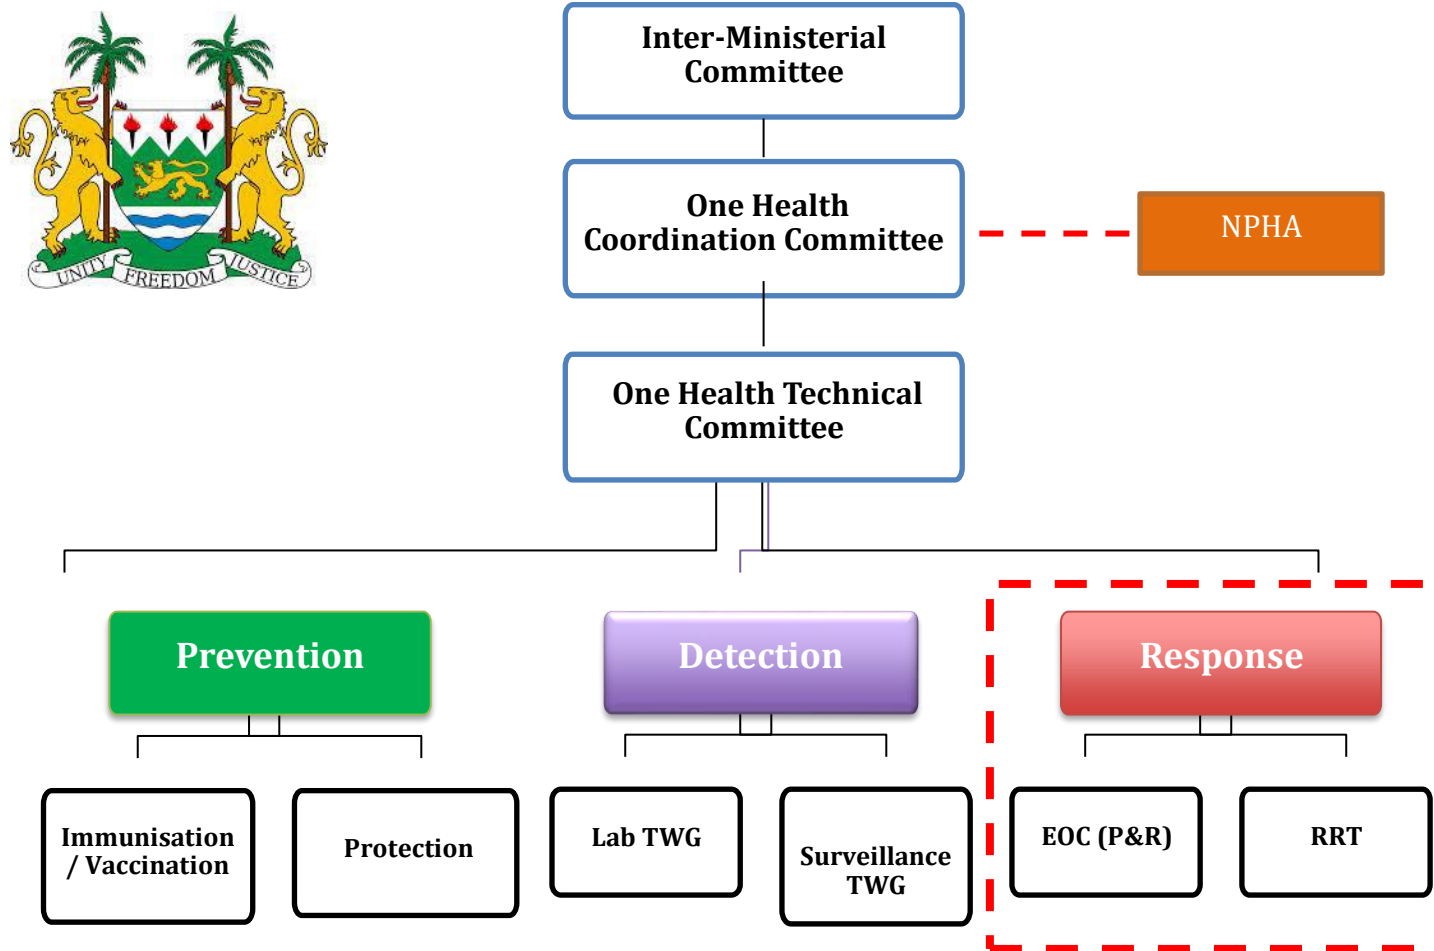 Inter-Ministerial
Committee
UNITY FREEDOM JUSTICE
One Health
Coordination Committee
NPHA
One Health Technical
Committee
Prevention
Detection
Response
Immunisation
/ Vaccination
Protection
Lab TWG
Surveillance
TWG
EOC (P&R)
RRT